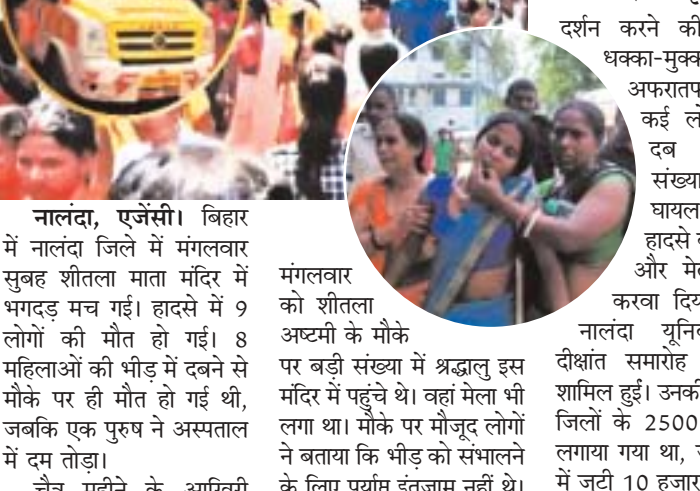 नालंदा, एजेंसी। बिहार
में नालंदा जिले में मंगलवार
सुबह शीतला माता मंदिर में
भगदड़ मच गई। हादसे में 9
लोगों की मौत हो गई। 8
महिलाओं की भीड़ में दबने से
मौके पर ही मौत हो गई थी,
जबकि एक पुरुष ने अस्पताल
में दम तोड़ा।
चैत्र महीने के आखिरी
मंगलवार
को शीतला
अष्टमी के मौके
पर बड़ी संख्या में श्रद्धालु इस
मंदिर में पहुंचे थे। वहां मेला भी
लगा था। मौके पर मौजूद लोगों
ने बताया कि भीड़ को संभालने
के लिए पर्याप्त इंतजाम नहीं थे।
दर्शन करने की
धक्का-मुक्क
अफरातफ
कई ल
दब
संख्या
घायल
हादसे
और मे
करवा दिय
नालंदा यूनि
दीक्षांत समारोह
शामिल हुईं। उनकी
जिलों के 2500
लगाया गया था,
में जुटी 10 हजार